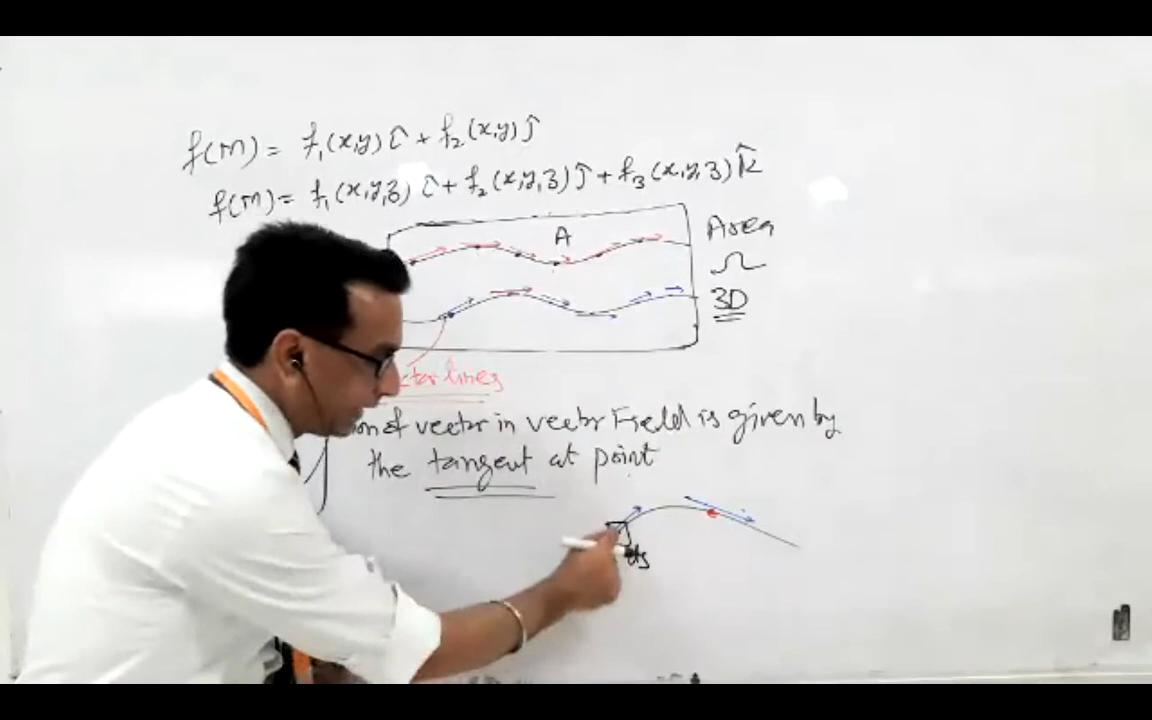 f(M) = f₁(x,y) î + f₂(x,y) ĵ
f(M) = f₁(x,y,z) î + f₂(x,y,z) ĵ + f₃(x,y,z) k̂
A
Area
Ω
3D
lines
of vector in vector Field is given by
the tangent at point
ds